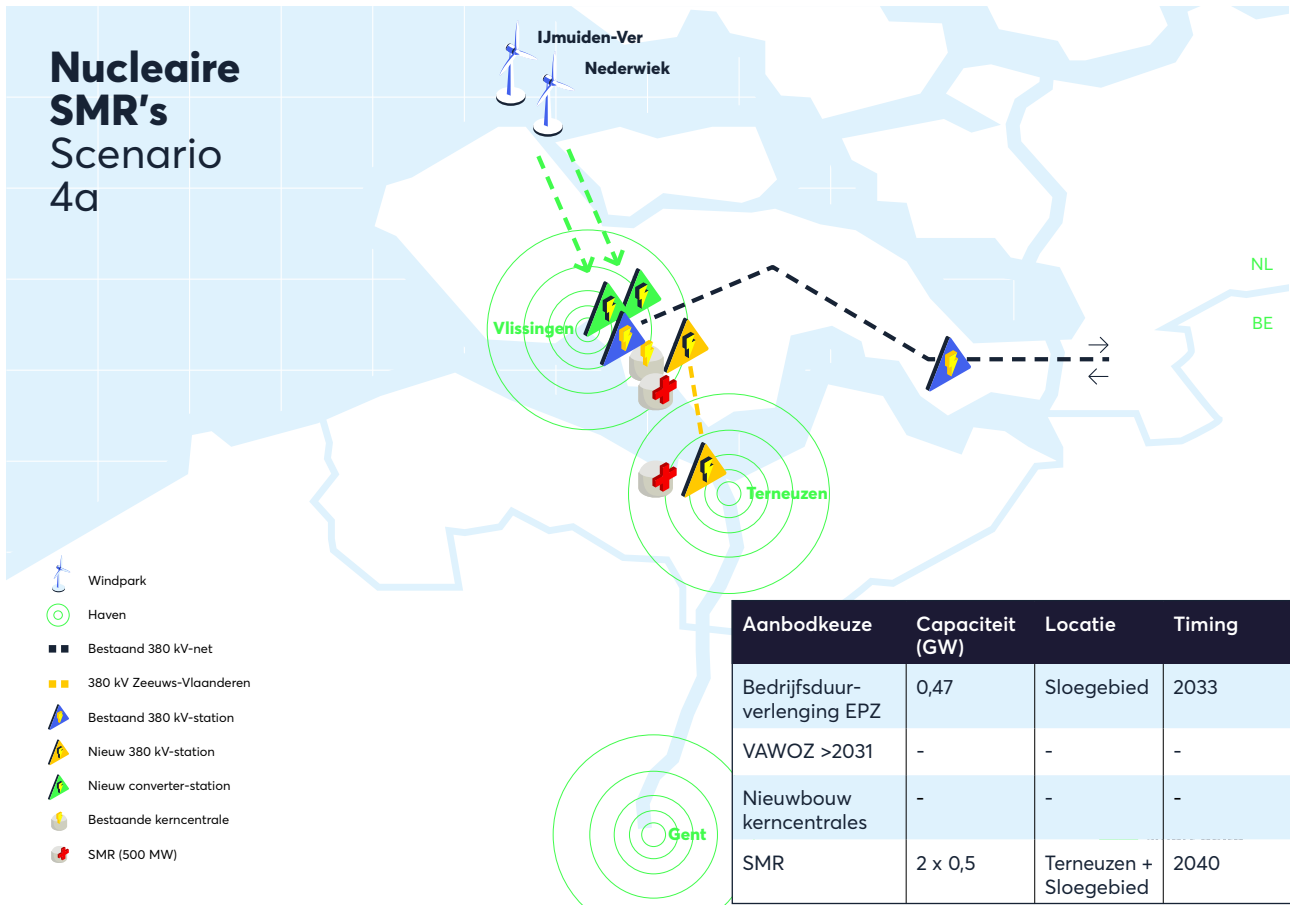 Nucleaire
SMR's
Scenario
4a
IJmuiden-Ver
Nederwiek
NL
BE
Vlissingen
Terneuzen
Gent
Windpark
Haven
Bestaand 380 kV-net
380 kV Zeeuws-Vlaanderen
Bestaand 380 kV-station
Nieuw 380 kV-station
Nieuw converter-station
Bestaande kerncentrale
SMR (500 MW)
Aanbodkeuze Capaciteit (GW) Locatie Timing
Bedrijfsduur-
verlenging EPZ 0,47 Sloegebied 2033
VAWOZ >2031 - - -
Nieuwbouw
kerncentrales - - -
SMR 2 x 0,5 Terneuzen +
Sloegebied 2040